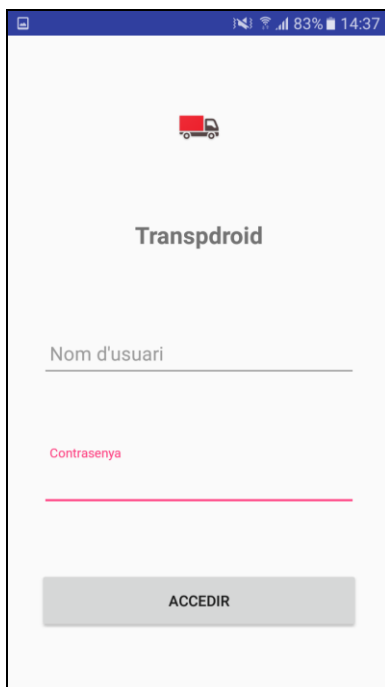 83% 14:37
Transpdroid
Nom d'usuari
Contrasenya
ACCEDIR